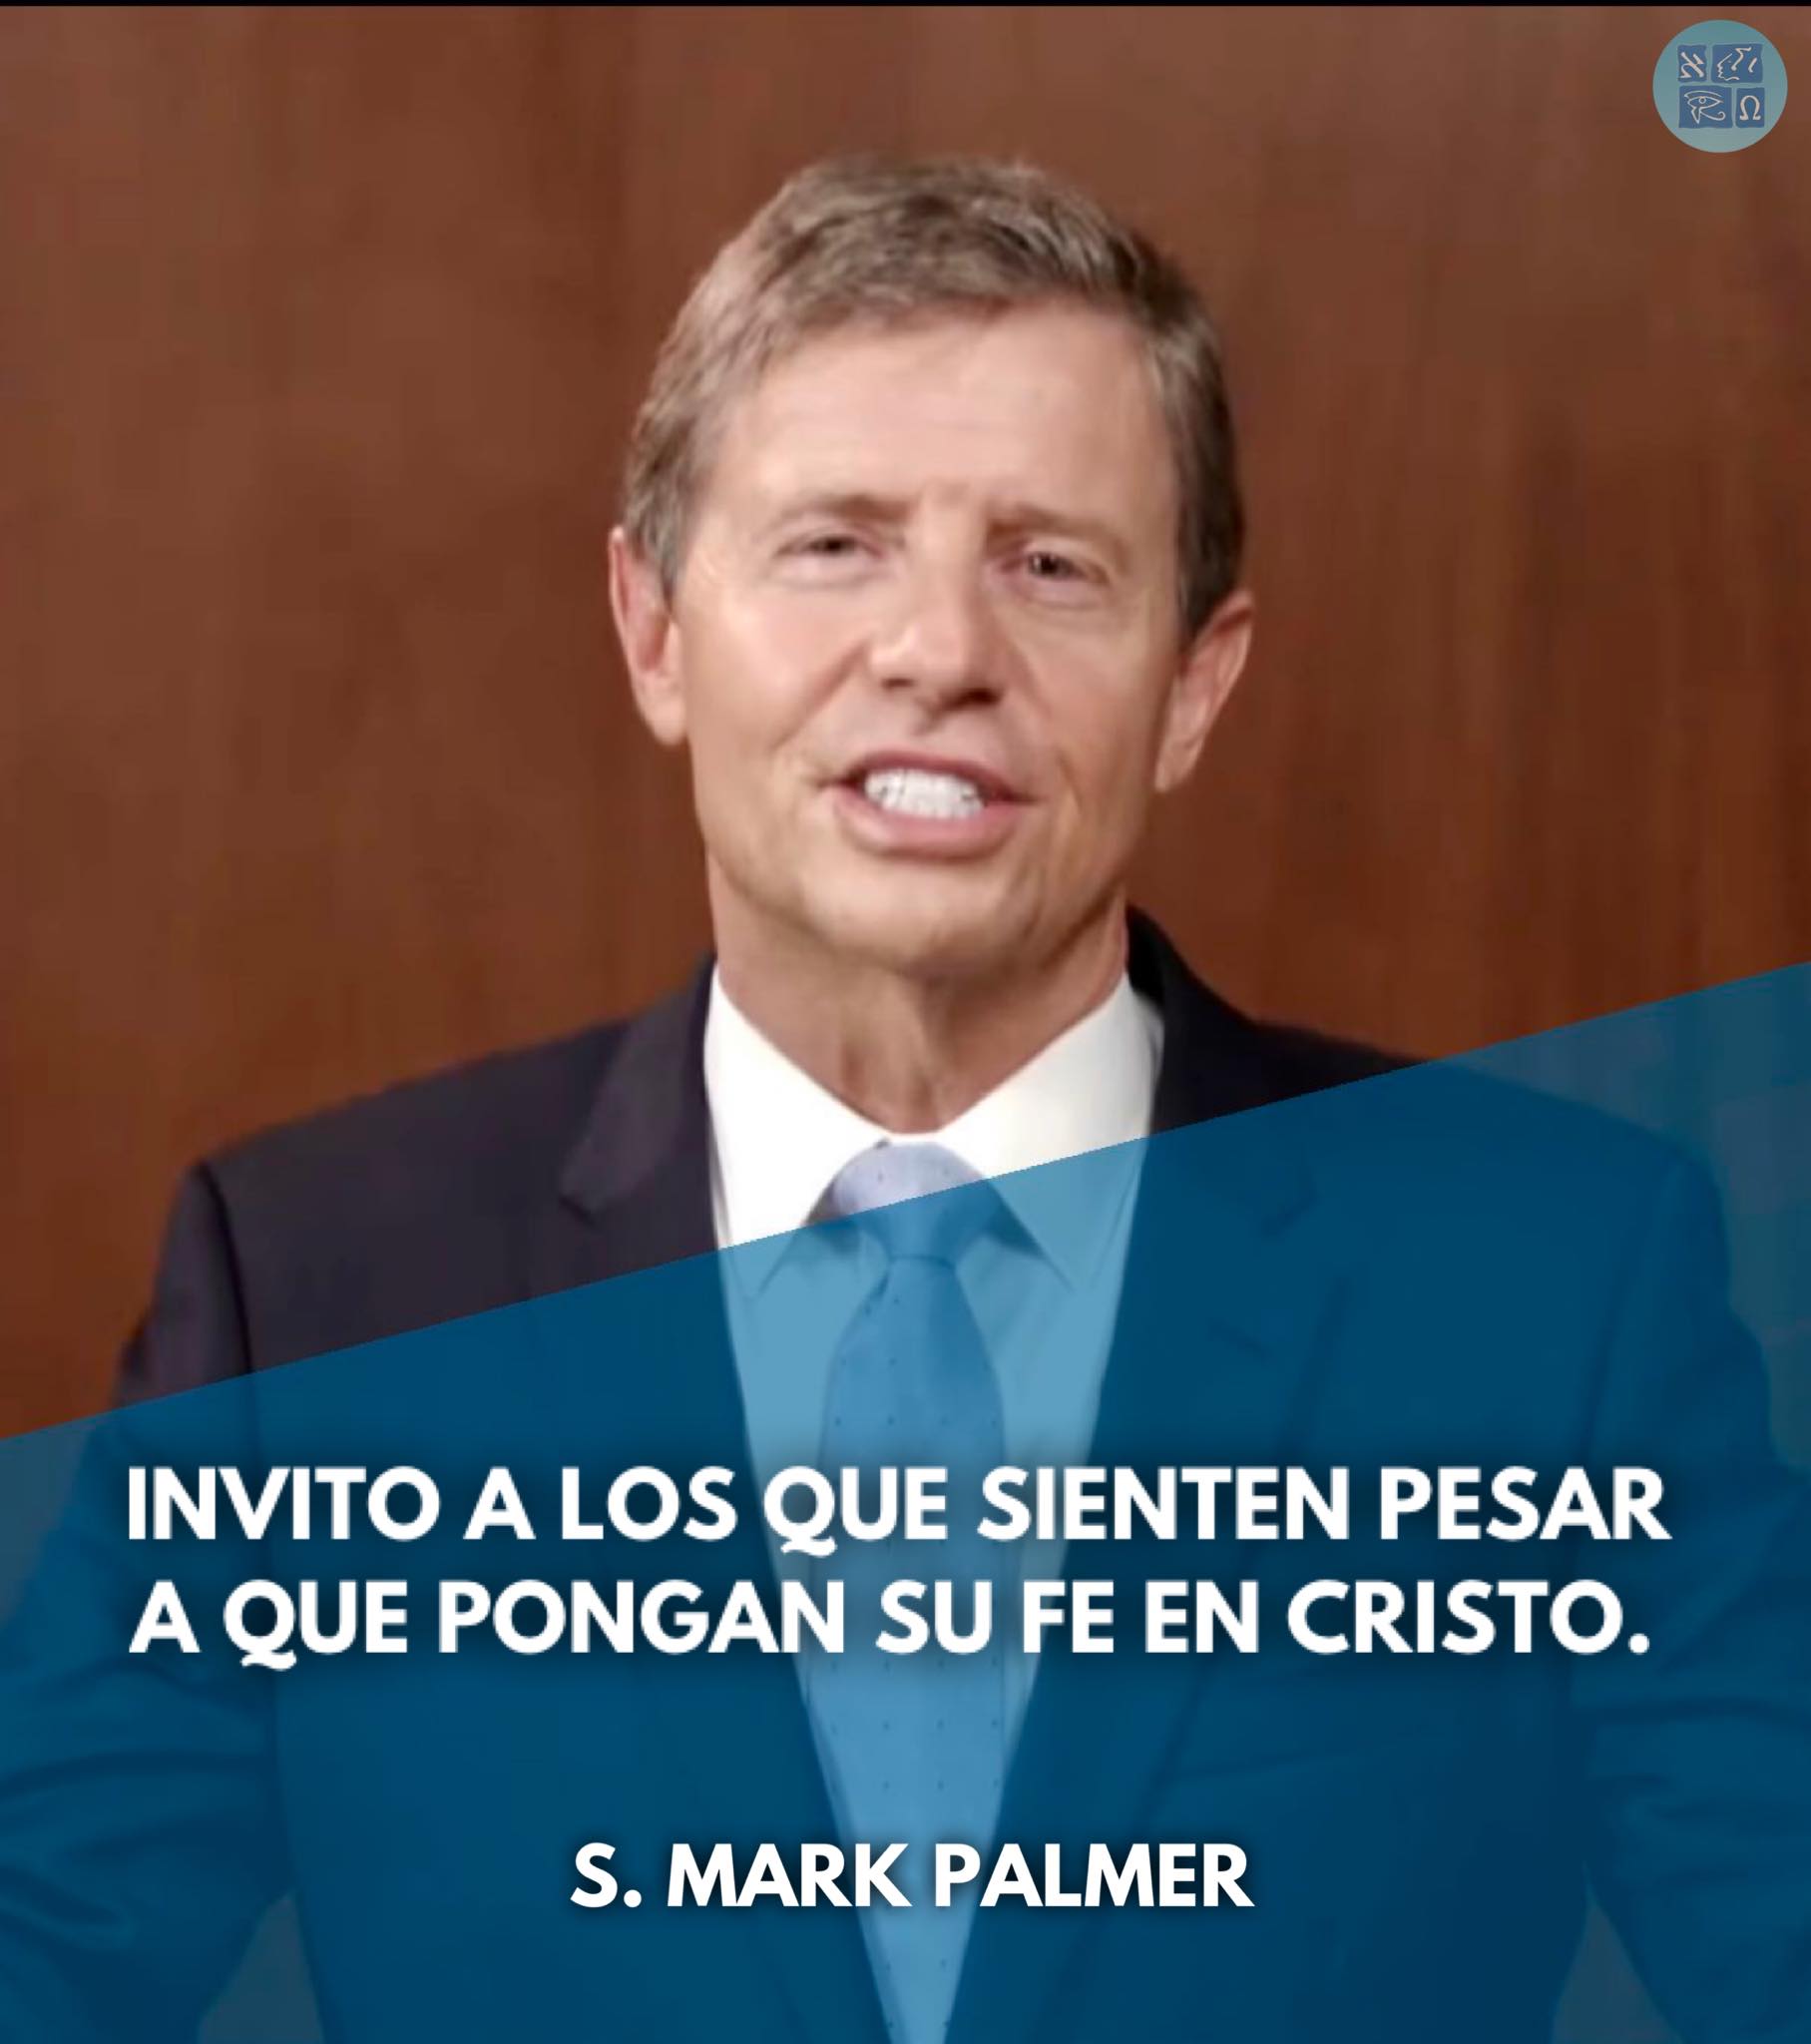 INVITO A LOS QUE SIENTEN PESAR
A QUE PONGAN SU FE EN CRISTO.
S. MARK PALMER